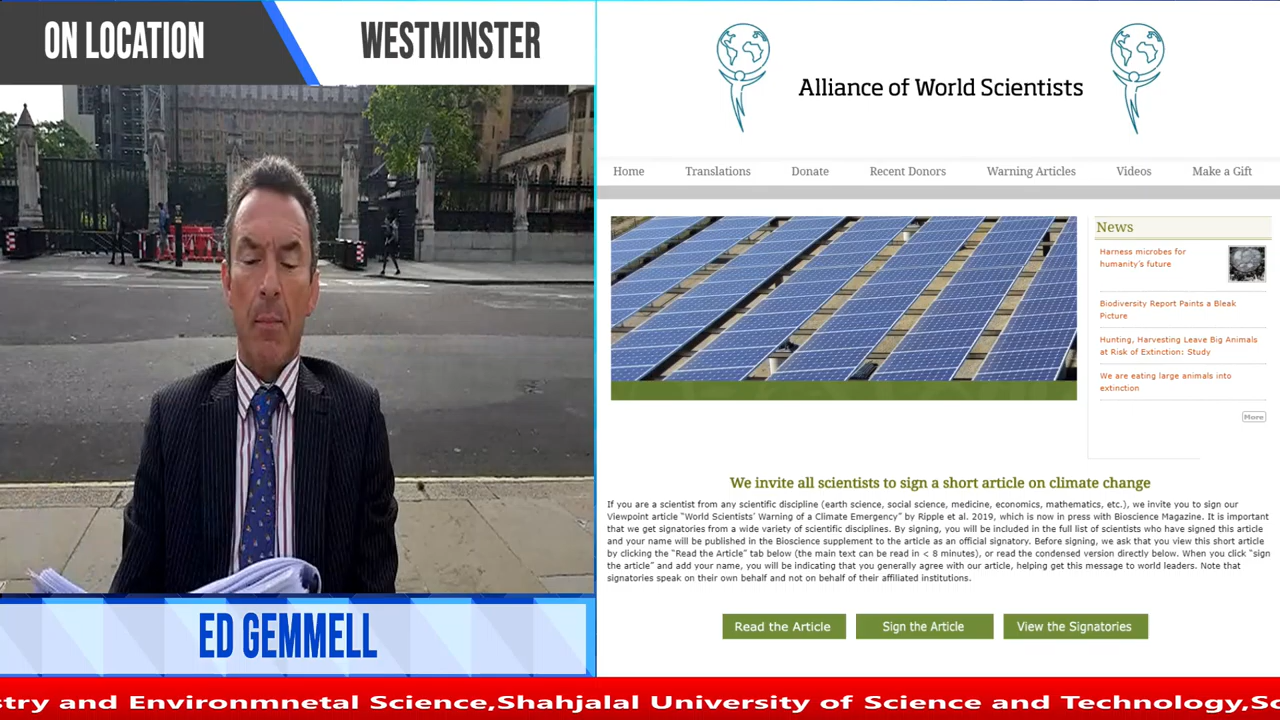 ON LOCATION
WESTMINSTER
Alliance of World Scientists
Home
Translations
Donate
Recent Donors
Warning Articles
Videos
Make a Gift
News
Harness microbes for
humanity's future
Biodiversity Report Paints a Bleak
Picture
Hunting, Harvesting Leave Big Animals
at Risk of Extinction: Study
We are eating large animals into
extinction
More
We invite all scientists to sign a short article on climate change
If you are a scientist from any scientific discipline (earth science, social science, medicine, economics, mathematics, etc.), we invite you to sign our
Viewpoint article "World Scientists' Warning of a Climate Emergency" by Ripple et al. 2019, which is now in press with Bioscience Magazine. It is important
that we get signatories from a wide variety of scientific disciplines. By signing, you will be included in the full list of scientists who have signed this article
and your name will be published in the Bioscience supplement to the article as an official signatory. Before signing, we ask that you view this short article
by clicking the "Read the Article" tab below (the main text can be read in < 8 minutes), or read the condensed version directly below. When you click "sign
the article" and add your name, you will be indicating that you generally agree with our article, helping get this message to world leaders. Note that
signatories speak on their own behalf and not on behalf of their affiliated institutions.
Read the Article
Sign the Article
View the Signatories
ED GEMMELL
stry and Environmnetal Science,Shahjalal University of Science and Technology,Sc